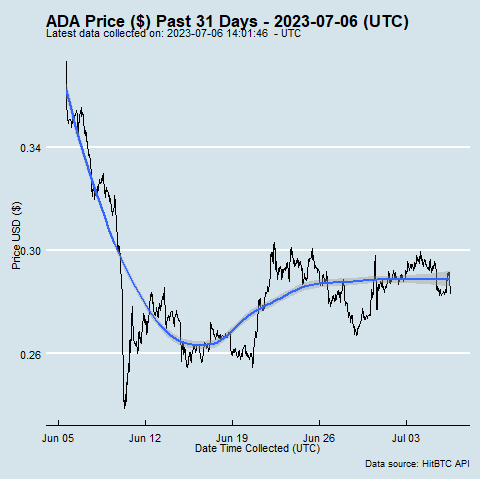 ADA Price ($) Past 31 Days - 2023-07-06 (UTC)
Latest data collected on: 2023-07-06 14:01:46  - UTC
Price USD ($)
0.34
0.30
0.26
Jun 05
Jun 12
Jun 19
Jun 26
Jul 03
Date Time Collected (UTC)
Data source: HitBTC API